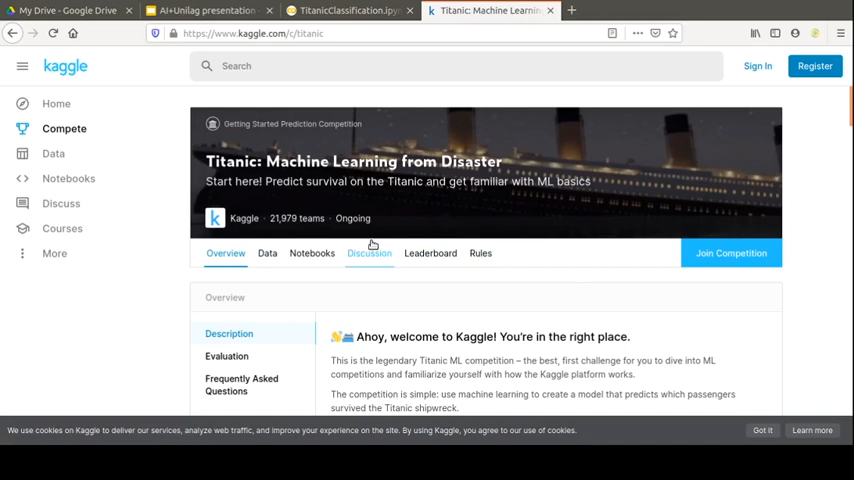 My Drive - Google Drive
AI+Unilag presentation
TitanicClassification.ipyn
Titanic: Machine Learnin
https://www.kaggle.com/c/titanic
kaggle
Search
Sign In
Register
Home
Compete
Data
Notebooks
Discuss
Courses
More
Getting Started Prediction Competition
Titanic: Machine Learning from Disaster
Start here! Predict survival on the Titanic and get familiar with ML basics
k Kaggle · 21,979 teams · Ongoing
Overview Data Notebooks Discussion Leaderboard Rules Join Competition
Overview
Description
Evaluation
Frequently Asked
Questions
👋🛳️ Ahoy, welcome to Kaggle! You're in the right place.
This is the legendary Titanic ML competition – the best, first challenge for you to dive into ML
competitions and familiarize yourself with how the Kaggle platform works.
The competition is simple: use machine learning to create a model that predicts which passengers
survived the Titanic shipwreck.
We use cookies on Kaggle to deliver our services, analyze web traffic, and improve your experience on the site. By using Kaggle, you agree to our use of cookies.
Got it
Learn more